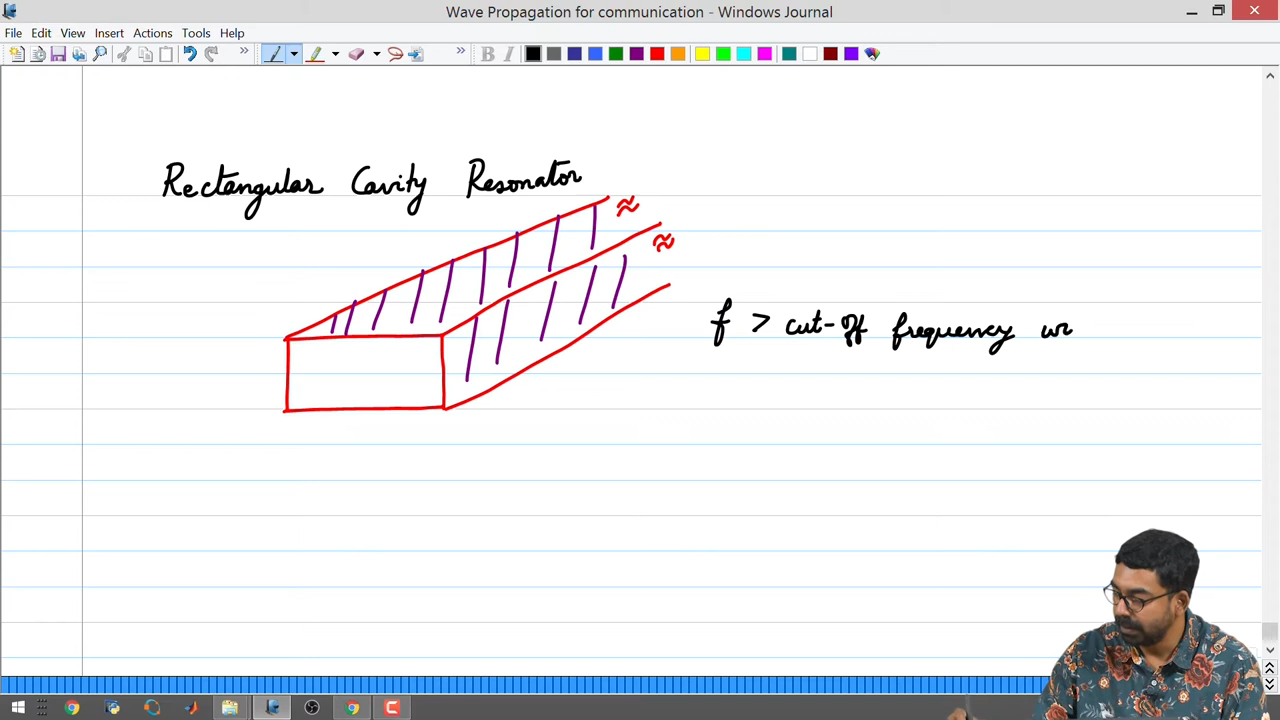 Wave Propagation for communication - Windows Journal
File Edit View Insert Actions Tools Help
B I
Rectangular Cavity Resonator
≈
≈
f > cut-off frequency